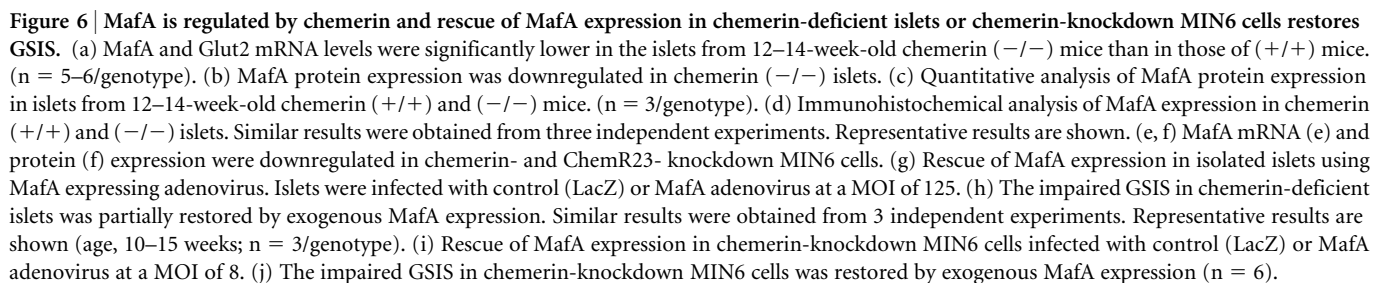 Figure 6 | MafA is regulated by chemerin and rescue of MafA expression in chemerin-deficient islets or chemerin-knockdown MIN6 cells restores
GSIS. (a) MafA and Glut2 mRNA levels were significantly lower in the islets from 12–14-week-old chemerin (−/−) mice than in those of (+/+) mice.
(n = 5–6/genotype). (b) MafA protein expression was downregulated in chemerin (−/−) islets. (c) Quantitative analysis of MafA protein expression
in islets from 12–14-week-old chemerin (+/+) and (−/−) mice. (n = 3/genotype). (d) Immunohistochemical analysis of MafA expression in chemerin
(+/+) and (−/−) islets. Similar results were obtained from three independent experiments. Representative results are shown. (e, f) MafA mRNA (e) and
protein (f) expression were downregulated in chemerin- and ChemR23- knockdown MIN6 cells. (g) Rescue of MafA expression in isolated islets using
MafA expressing adenovirus. Islets were infected with control (LacZ) or MafA adenovirus at a MOI of 125. (h) The impaired GSIS in chemerin-deficient
islets was partially restored by exogenous MafA expression. Similar results were obtained from 3 independent experiments. Representative results are
shown (age, 10–15 weeks; n = 3/genotype). (i) Rescue of MafA expression in chemerin-knockdown MIN6 cells infected with control (LacZ) or MafA
adenovirus at a MOI of 8. (j) The impaired GSIS in chemerin-knockdown MIN6 cells was restored by exogenous MafA expression (n = 6).